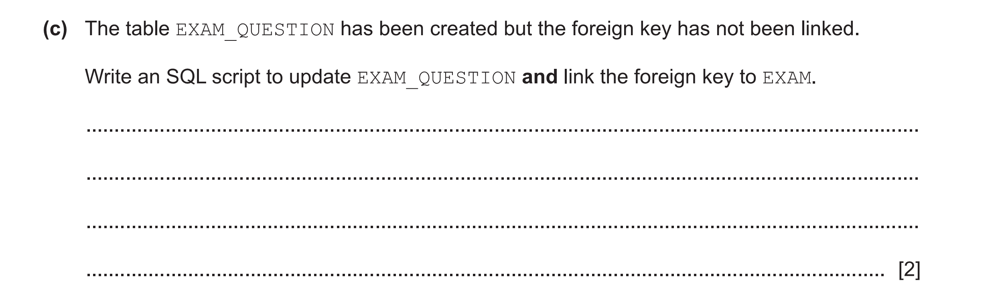 (c) The table EXAM_QUESTION has been created but the foreign key has not been linked.
Write an SQL script to update EXAM_QUESTION and link the foreign key to EXAM.
[2]